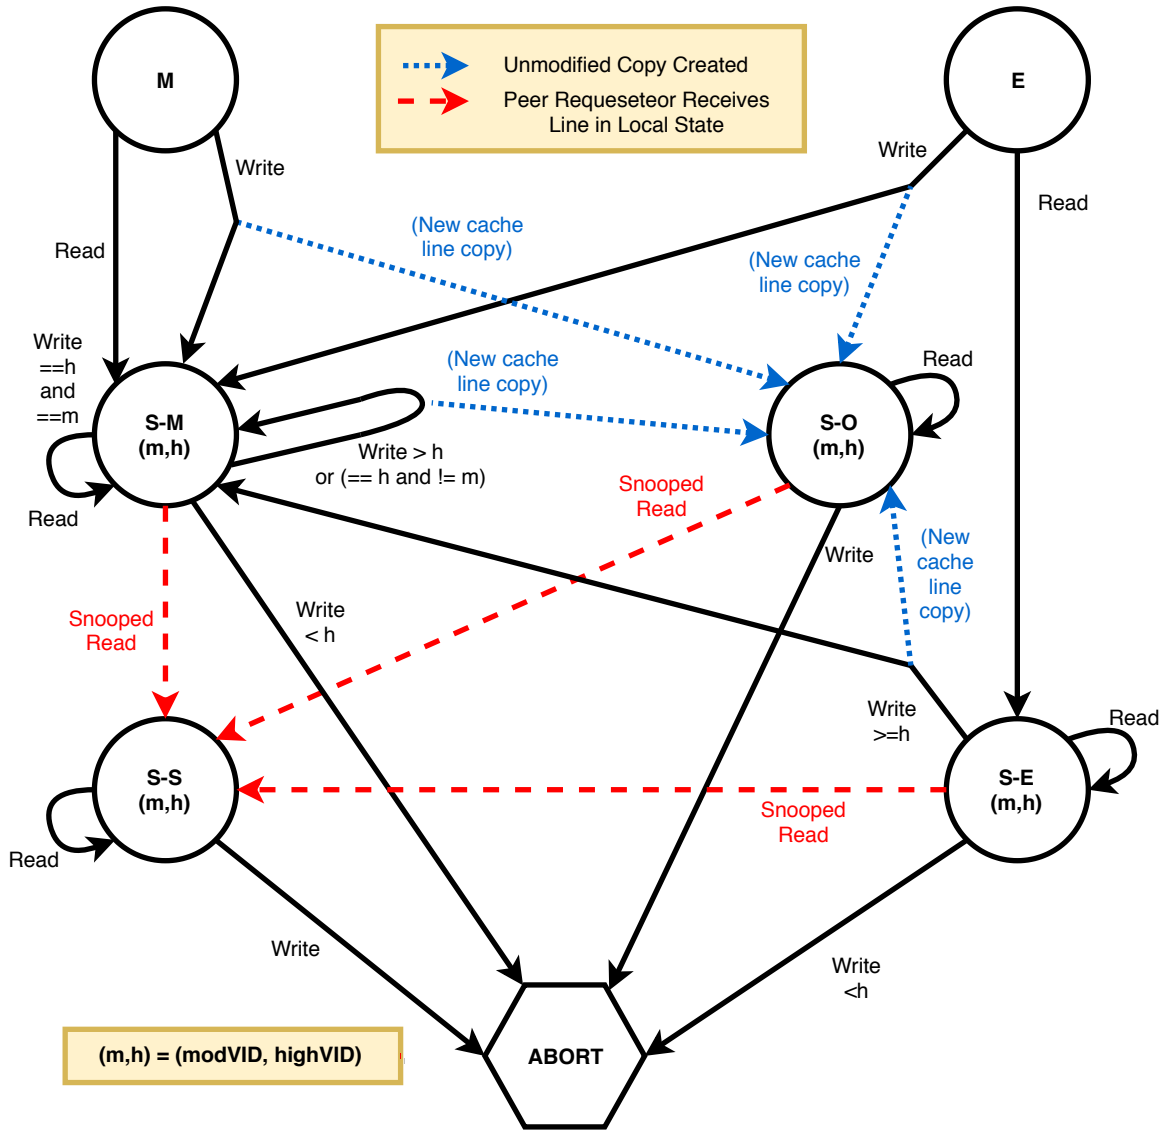 M
E
Unmodified Copy Created
Peer Requeseteor Receives
Line in Local State
Write
Write
Read
Read
(New cache
line copy)
(New cache
line copy)
Write
==h
and
==m
(New cache
line copy)
Read
S-M
(m,h)
S-O
(m,h)
Write > h
or (== h and != m)
Read
Snooped
Read
Write
(New
cache
line
copy)
Snooped
Read
Write
< h
Write
>=h
Read
S-S
(m,h)
S-E
(m,h)
Snooped
Read
Read
Write
Write
<h
(m,h) = (modVID, highVID)
ABORT